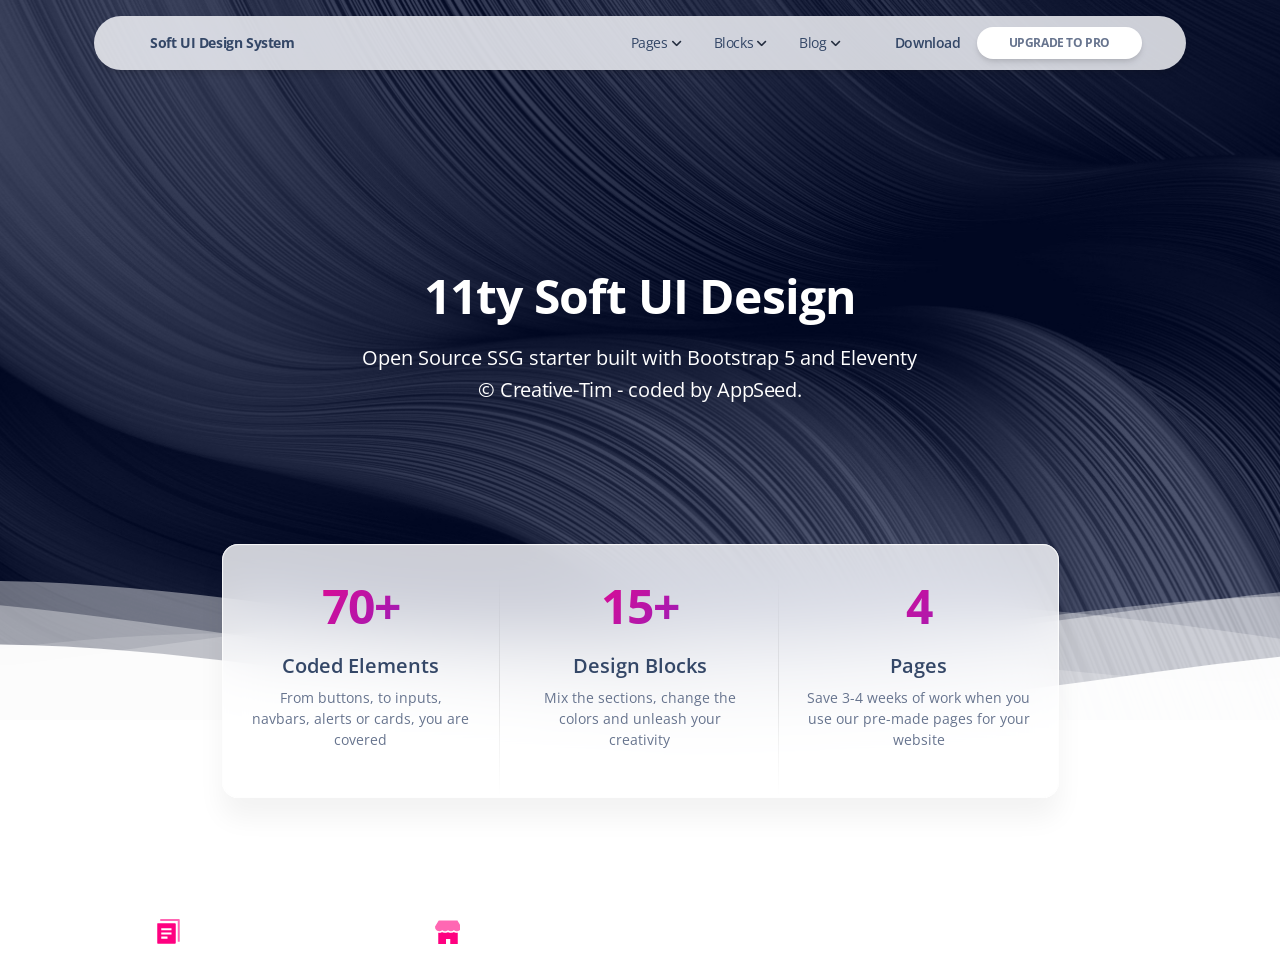 Soft UI Design System
Pages
Blocks
Blog
Download
UPGRADE TO PRO
11ty Soft UI Design
Open Source SSG starter built with Bootstrap 5 and Eleventy
© Creative-Tim - coded by AppSeed.
70+
Coded Elements
From buttons, to inputs,
navbars, alerts or cards, you are
covered
15+
Design Blocks
Mix the sections, change the
colors and unleash your
creativity
4
Pages
Save 3-4 weeks of work when you
use our pre-made pages for your
website